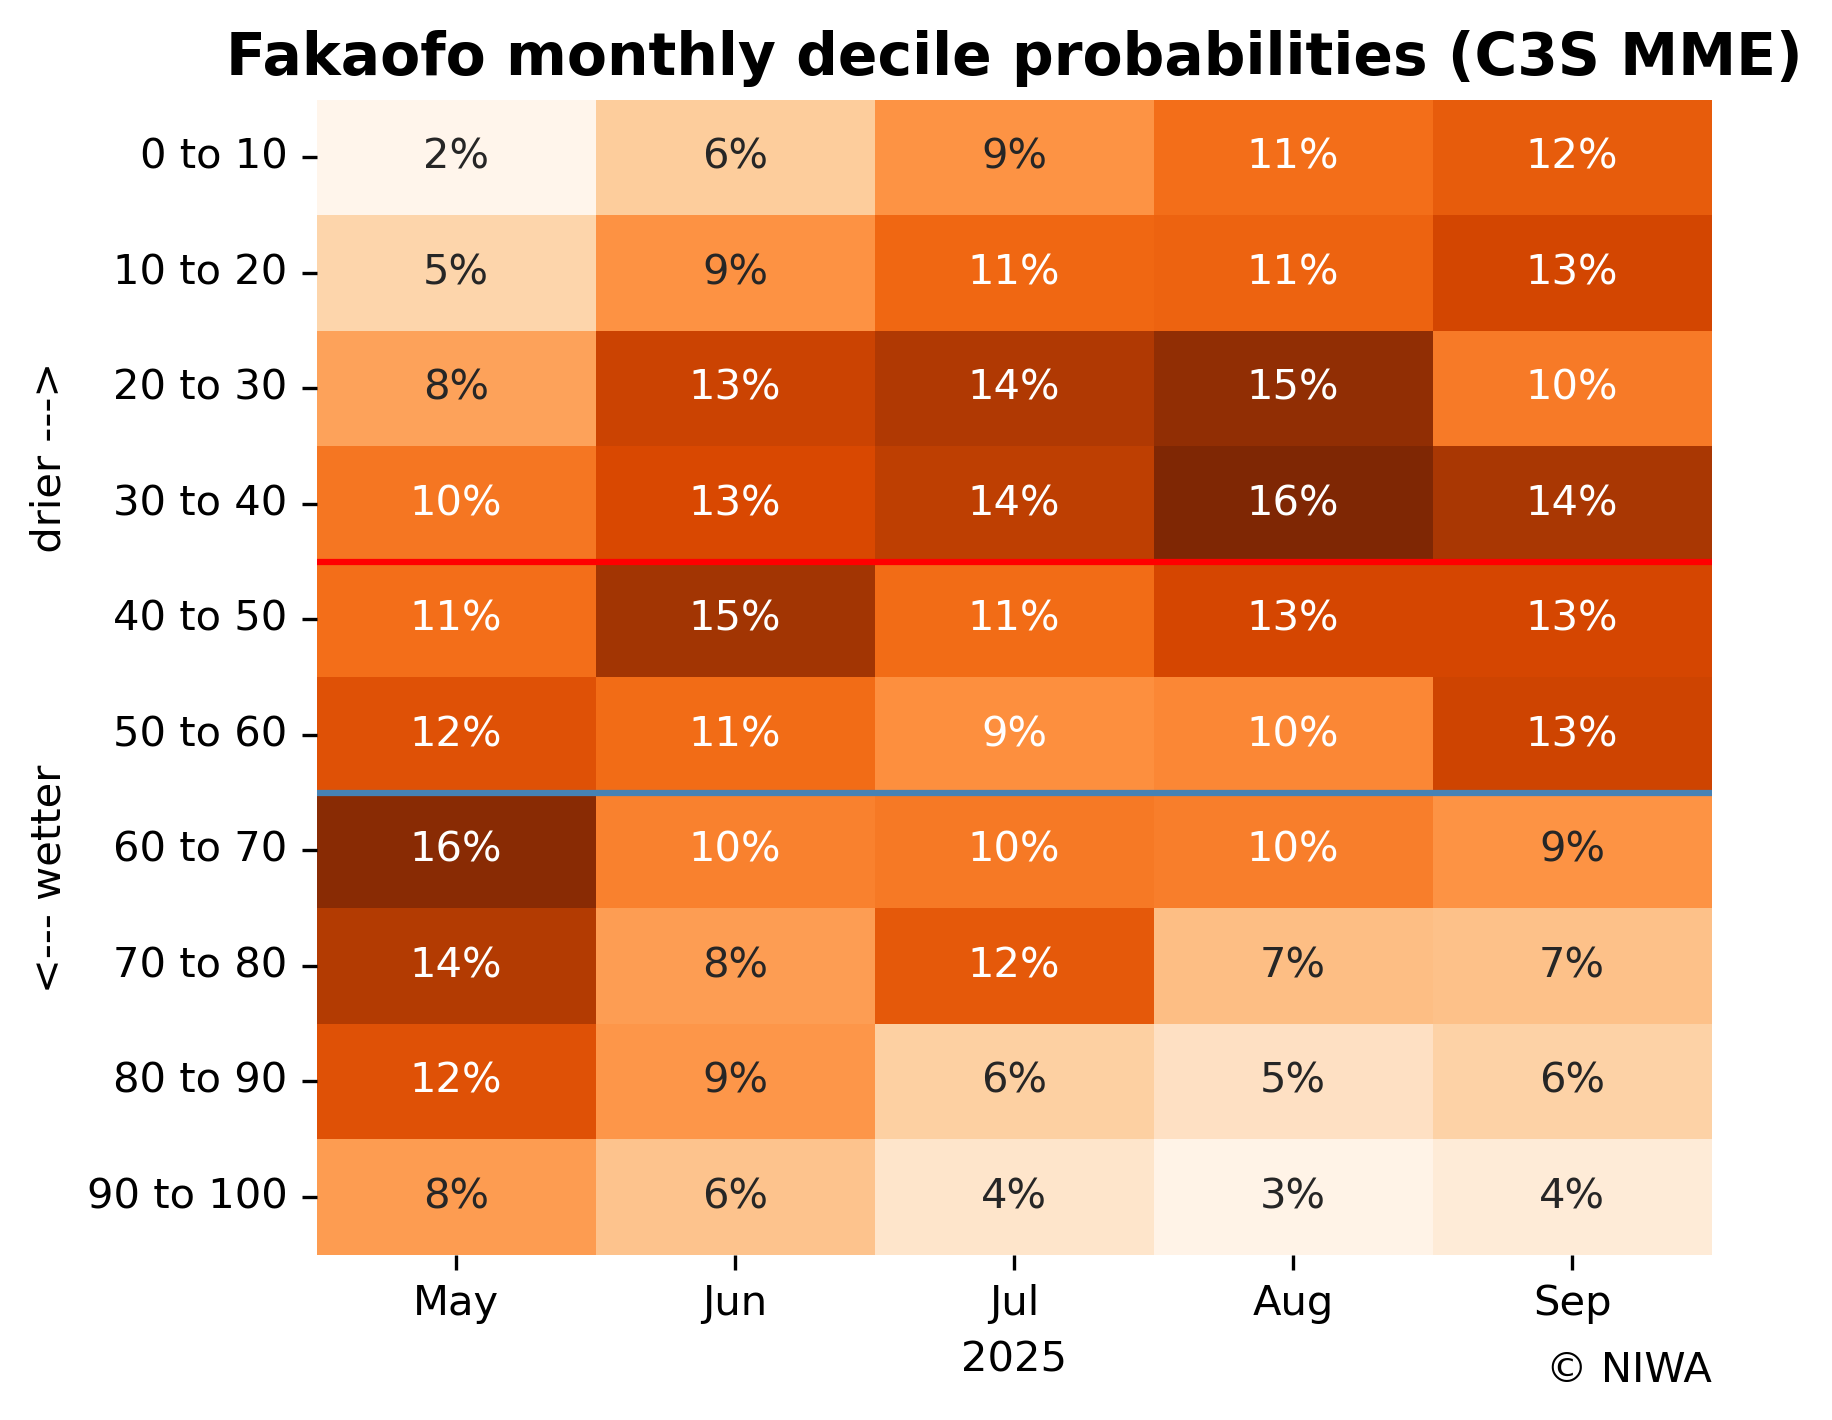 Fakaofo monthly decile probabilities (C3S MME)
drier --->
<--- wetter
0 to 10 2% 6% 9% 11% 12%
10 to 20 5% 9% 11% 11% 13%
20 to 30 8% 13% 14% 15% 10%
30 to 40 10% 13% 14% 16% 14%
40 to 50 11% 15% 11% 13% 13%
50 to 60 12% 11% 9% 10% 13%
60 to 70 16% 10% 10% 10% 9%
70 to 80 14% 8% 12% 7% 7%
80 to 90 12% 9% 6% 5% 6%
90 to 100 8% 6% 4% 3% 4%
May Jun Jul Aug Sep
2025
© NIWA